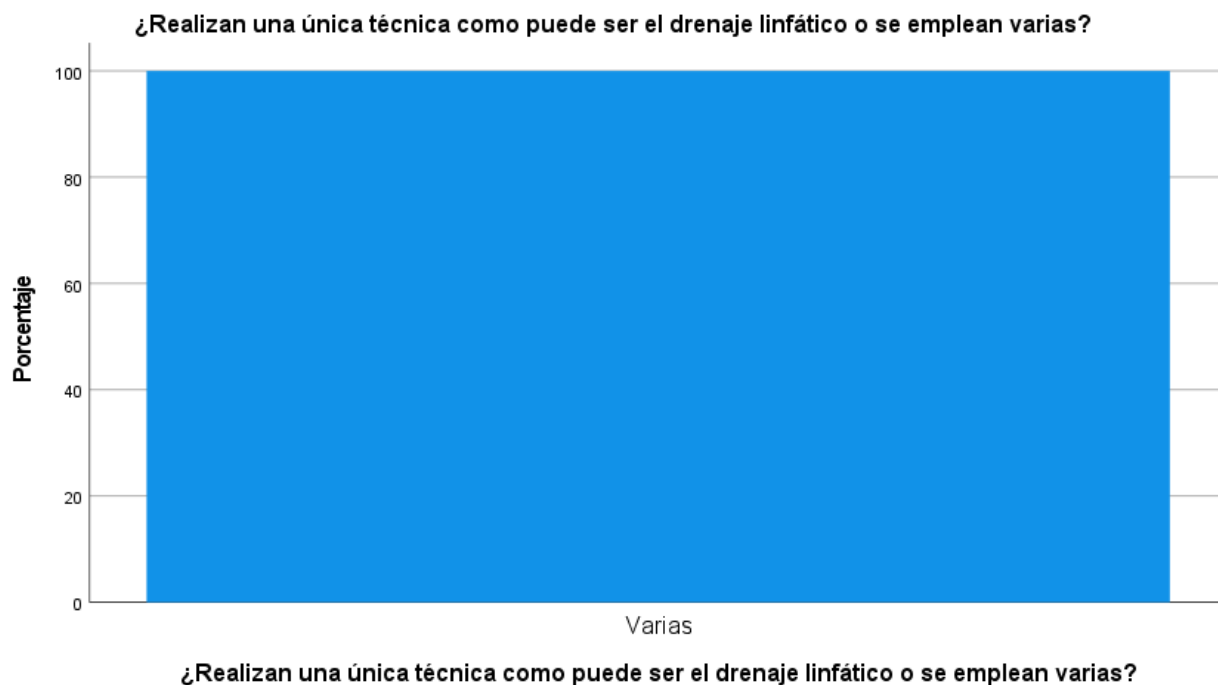 ¿Realizan una única técnica como puede ser el drenaje linfático o se emplean varias?
100
80
60
40
20
0
Porcentaje
Varias
¿Realizan una única técnica como puede ser el drenaje linfático o se emplean varias?